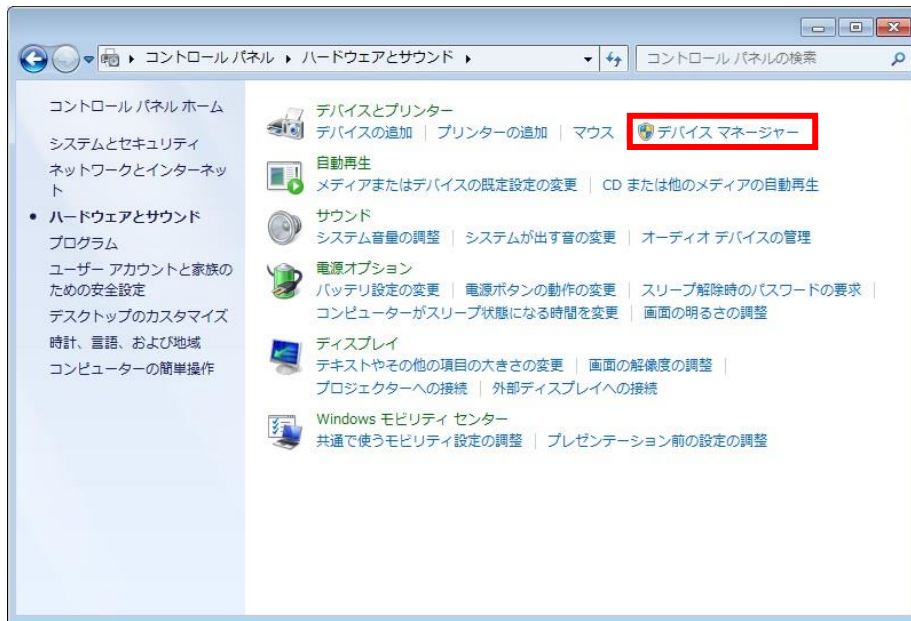 コントロール パネル ハードウェアとサウンド
コントロール パネルの検索
コントロール パネル ホーム
システムとセキュリティ
ネットワークとインターネッ
ト
ハードウェアとサウンド
プログラム
ユーザー アカウントと家族の
ための安全設定
デスクトップのカスタマイズ
時計、言語、および地域
コンピューターの簡単操作
デバイスとプリンター
デバイスの追加 | プリンターの追加 | マウス デバイス マネージャー
自動再生
メディアまたはデバイスの既定設定の変更 | CD または他のメディアの自動再生
サウンド
システム音量の調整 | システムが出す音の変更 | オーディオ デバイスの管理
電源オプション
バッテリ設定の変更 | 電源ボタンの動作の変更 | スリープ解除時のパスワードの要求 |
コンピューターがスリープ状態になる時間を変更 | 画面の明るさの調整
ディスプレイ
テキストやその他の項目の大きさの変更 | 画面の解像度の調整 |
プロジェクターへの接続 | 外部ディスプレイへの接続
Windows モビリティ センター
共通で使うモビリティ設定の調整 | プレゼンテーション前の設定の調整